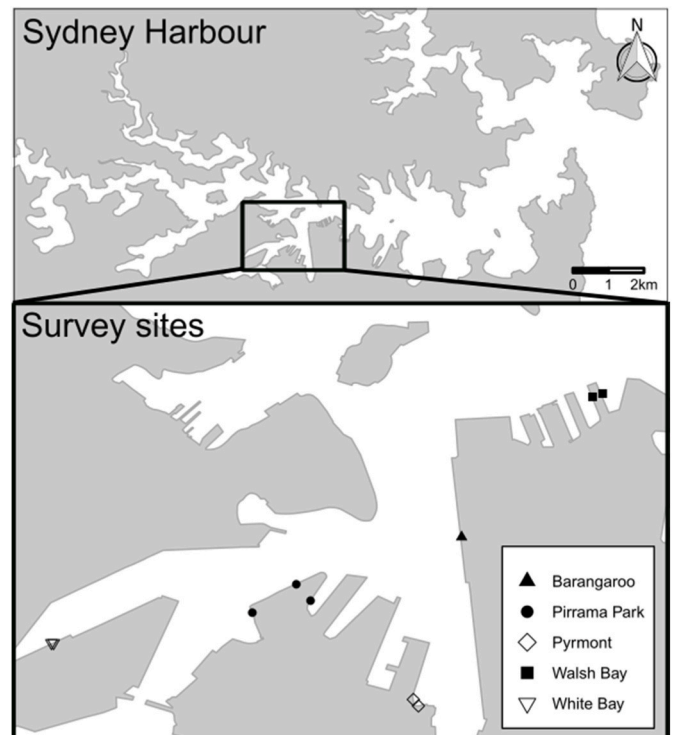 Sydney Harbour
N
0 1 2km
Survey sites
Barangaroo
Pirrama Park
Pyrmont
Walsh Bay
White Bay